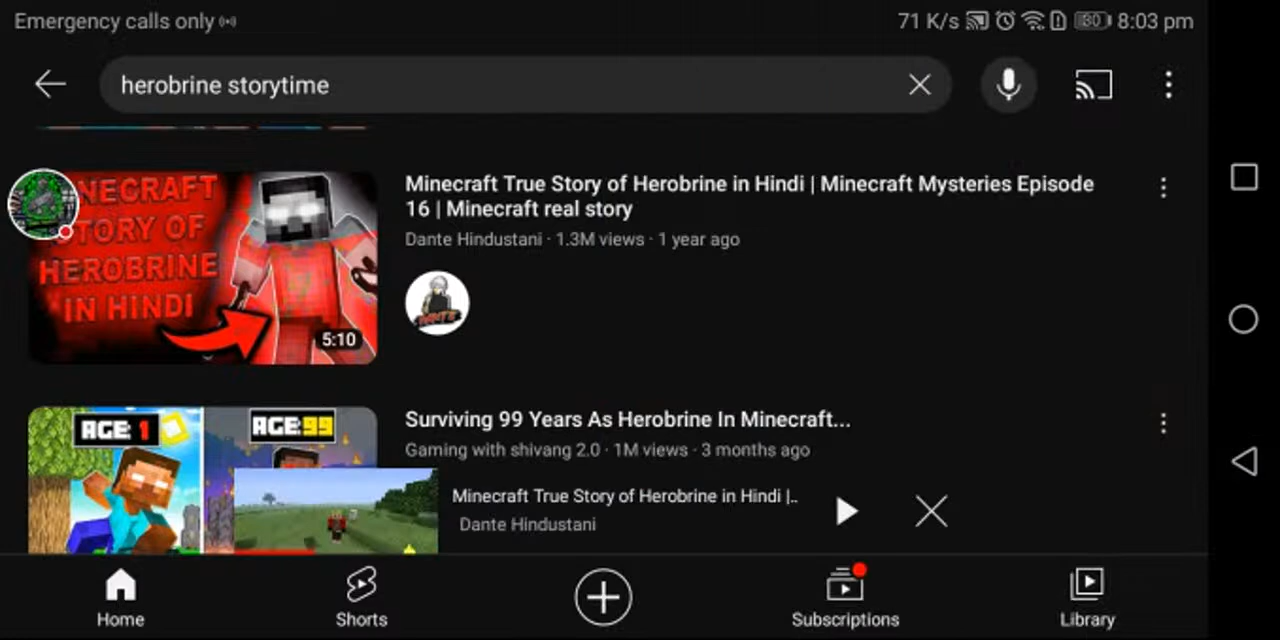 Emergency calls only
71 K/s
80
8:03 pm
herobrine storytime
NECRAFT
STORY OF
HEROBRINE
IN HINDI
5:10
Minecraft True Story of Herobrine in Hindi | Minecraft Mysteries Episode
16 | Minecraft real story
Dante Hindustani · 1.3M views · 1 year ago
AGE 1
AGE:99
Surviving 99 Years As Herobrine In Minecraft...
Gaming with shivang 2.0 · 1M views · 3 months ago
Minecraft True Story of Herobrine in Hindi |..
Dante Hindustani
Home
Shorts
Subscriptions
Library